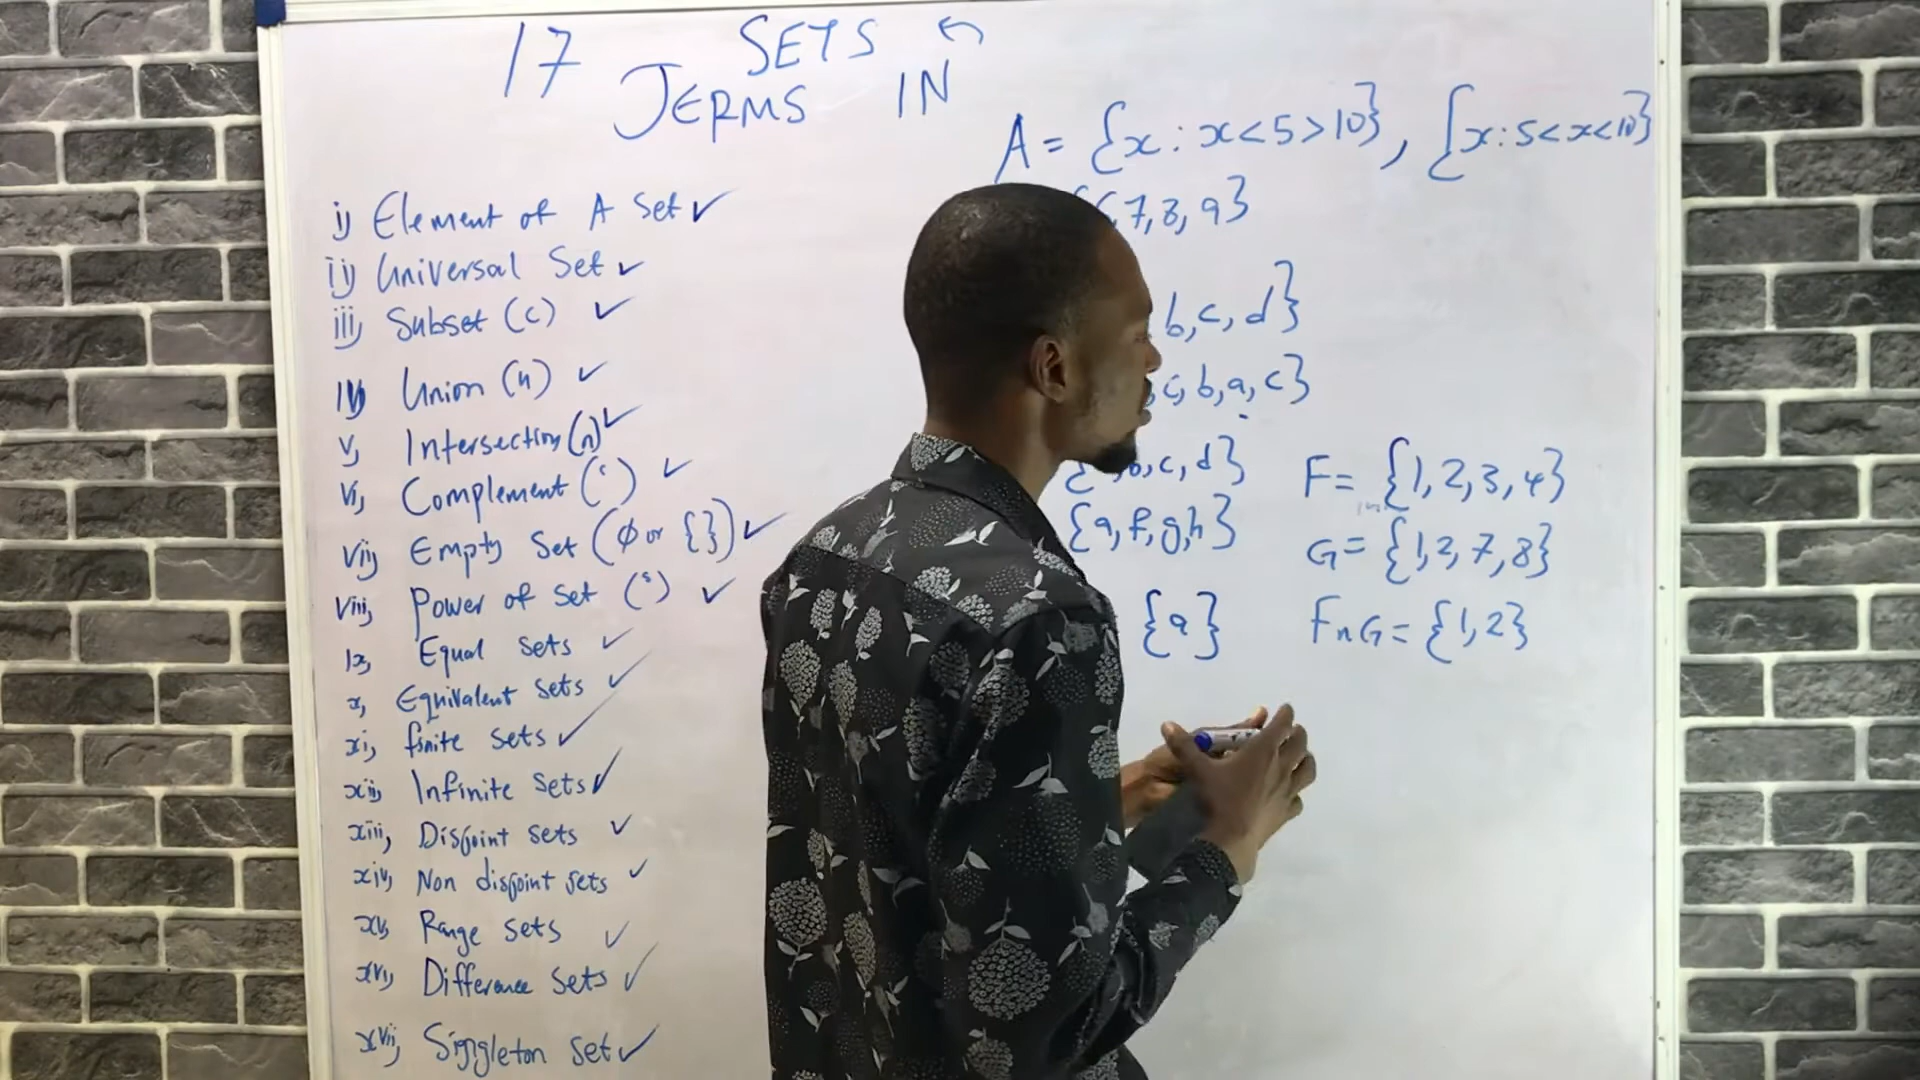 17 SETS
TERMS IN
A = {x : x<5>10}, {x : 5<x<10}
7, 8, 9}
b, c, d}
c, b, a, c}
b, c, d}
{a, f, g, h}
{a}
F = {1, 2, 3, 4}
G = {1, 2, 7, 8}
FnG = {1, 2}
i) Element of A Set ✓
ii) Universal Set ✓
iii) Subset (c) ✓
iv) Union (u) ✓
v) Intersection (n) ✓
vi) Complement (') ✓
vii) Empty Set (ϕ or { }) ✓
viii) Power of Set (ˢ) ✓
ix) Equal Sets ✓
x) Equivalent Sets ✓
xi) finite Sets ✓
xii) Infinite Sets ✓
xiii) Disjoint Sets ✓
xiv) Non disjoint Sets ✓
xv) Range Sets ✓
xvi) Difference Sets ✓
xvii) Set ✓